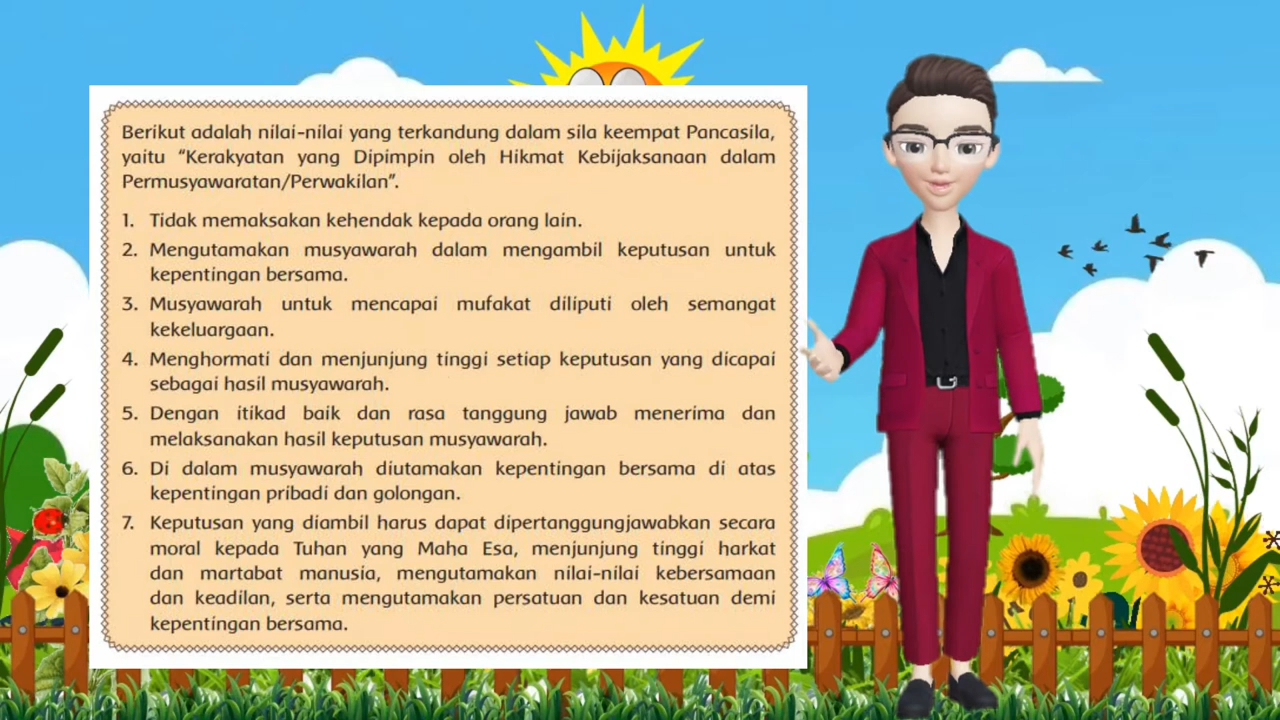 Berikut adalah nilai-nilai yang terkandung dalam sila keempat Pancasila,
yaitu “Kerakyatan yang Dipimpin oleh Hikmat Kebijaksanaan dalam
Permusyawaratan/Perwakilan”.
1. Tidak memaksakan kehendak kepada orang lain.
2. Mengutamakan musyawarah dalam mengambil keputusan untuk
kepentingan bersama.
3. Musyawarah untuk mencapai mufakat diliputi oleh semangat
kekeluargaan.
4. Menghormati dan menjunjung tinggi setiap keputusan yang dicapai
sebagai hasil musyawarah.
5. Dengan itikad baik dan rasa tanggung jawab menerima dan
melaksanakan hasil keputusan musyawarah.
6. Di dalam musyawarah diutamakan kepentingan bersama di atas
kepentingan pribadi dan golongan.
7. Keputusan yang diambil harus dapat dipertanggungjawabkan secara
moral kepada Tuhan yang Maha Esa, menjunjung tinggi harkat
dan martabat manusia, mengutamakan nilai-nilai kebersamaan
dan keadilan, serta mengutamakan persatuan dan kesatuan demi
kepentingan bersama.